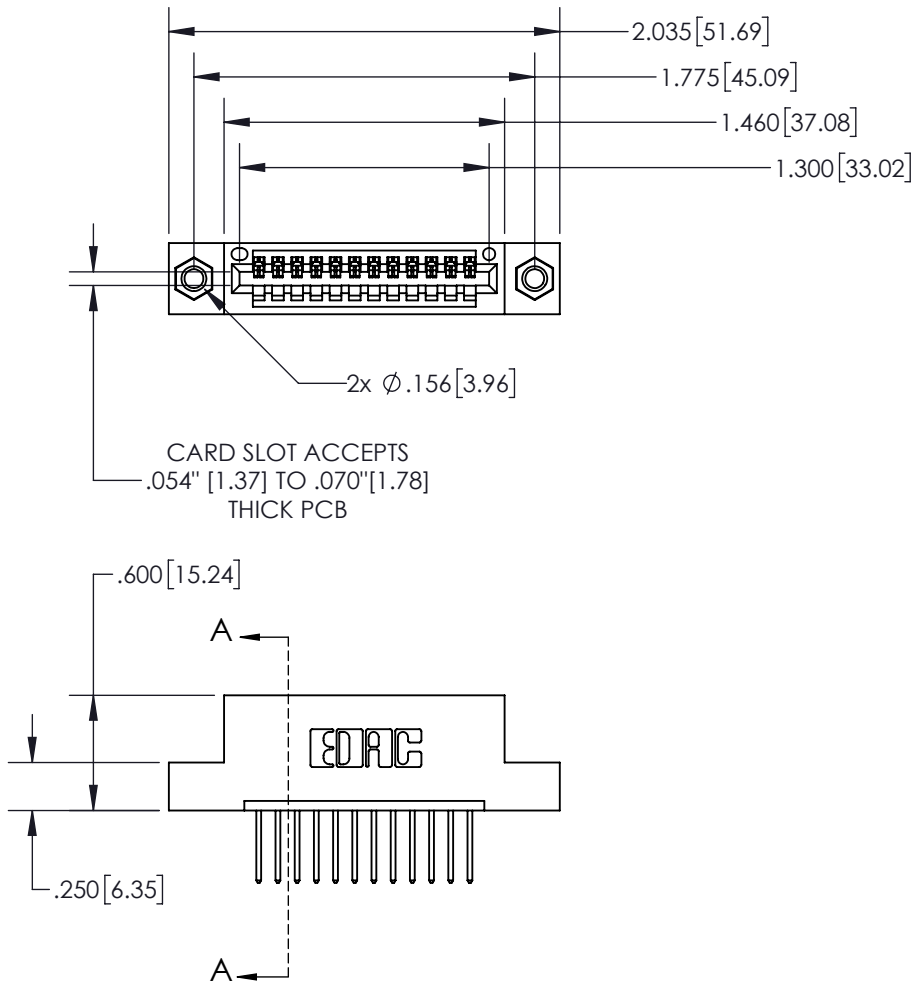 2.035[51.69]
1.775[45.09]
1.460[37.08]
1.300[33.02]
2x Ø.156[3.96]
CARD SLOT ACCEPTS
.054" [1.37] TO .070"[1.78]
THICK PCB
.600[15.24]
A
EDAC
.250[6.35]
A